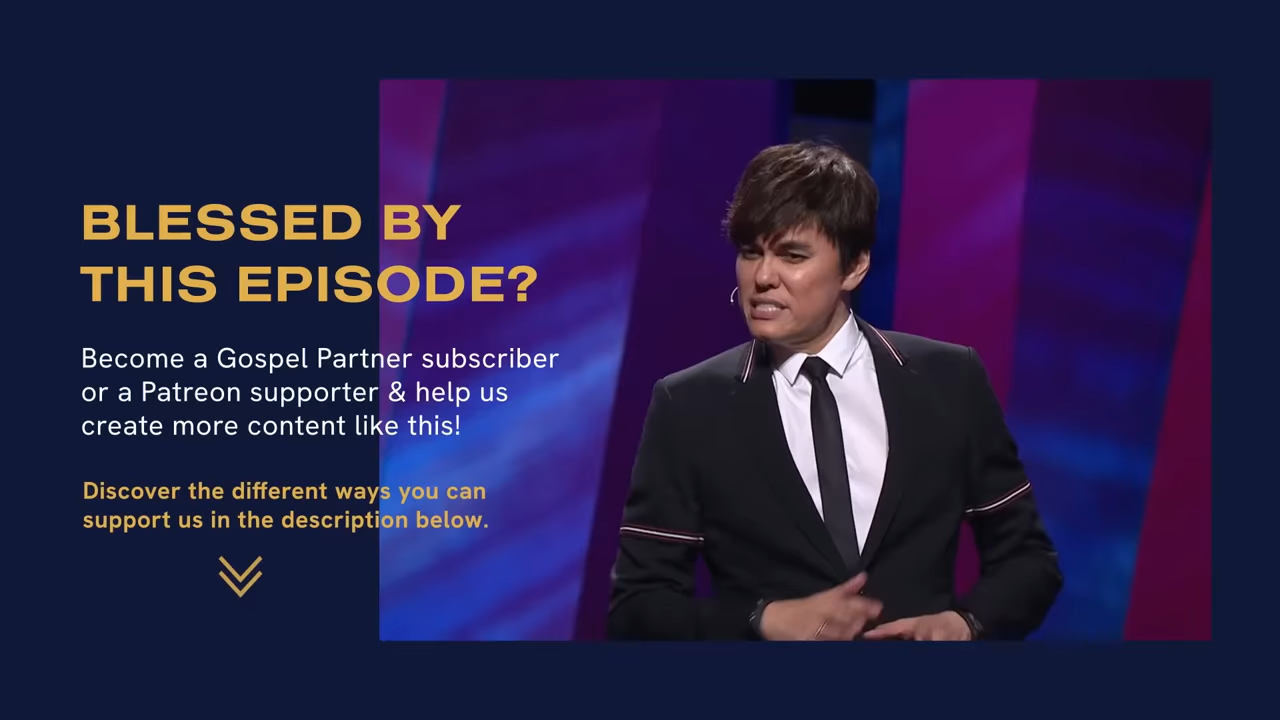 BLESSED BY
THIS EPISODE?
Become a Gospel Partner subscriber
or a Patreon supporter & help us
create more content like this!
Discover the different ways you can
support us in the description below.